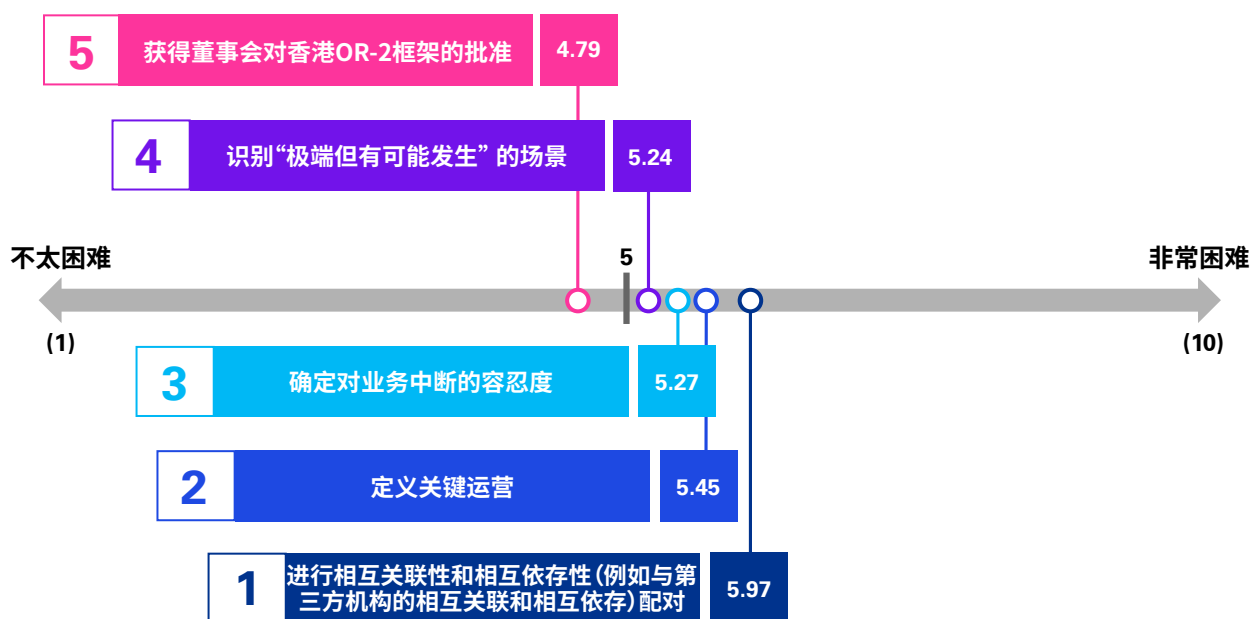 5
获得董事会对香港OR-2框架的批准
4.79
4
识别“极端但有可能发生” 的场景
5.24
不太困难
5
非常困难
(1)
(10)
3
确定对业务中断的容忍度
5.27
2
定义关键运营
5.45
1
进行相互关联性和相互依存性(例如与第
三方机构的相互关联和相互依存)配对
5.97